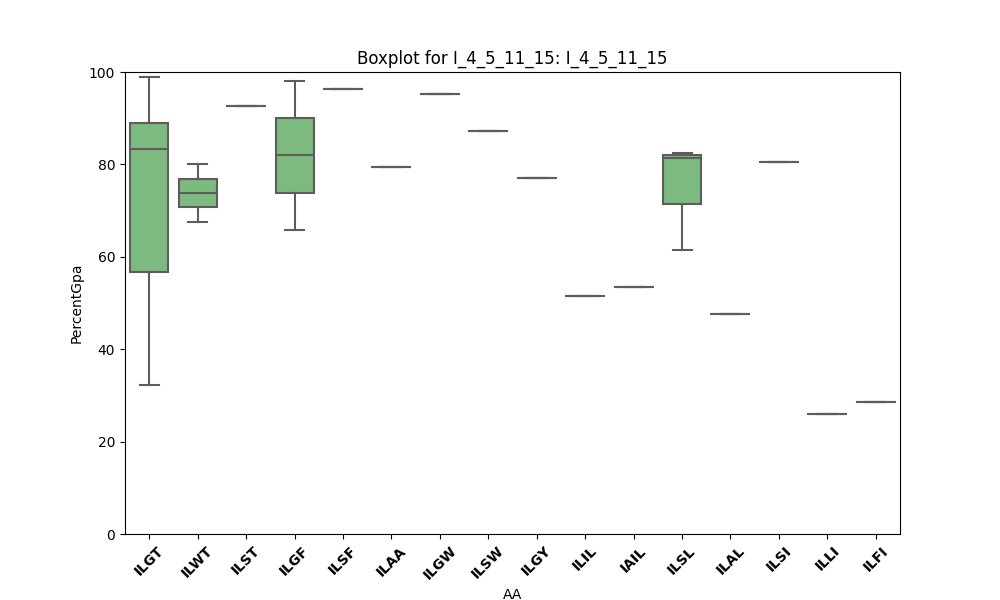 Boxplot for I_4_5_11_15: I_4_5_11_15
100
80
60
40
20
0
PercentGpa
ILGT ILWT ILST ILGF ILSF ILAA ILGW ILSW ILGY ILIL IAIL ILSL ILAL ILSI ILLI ILFI
AA